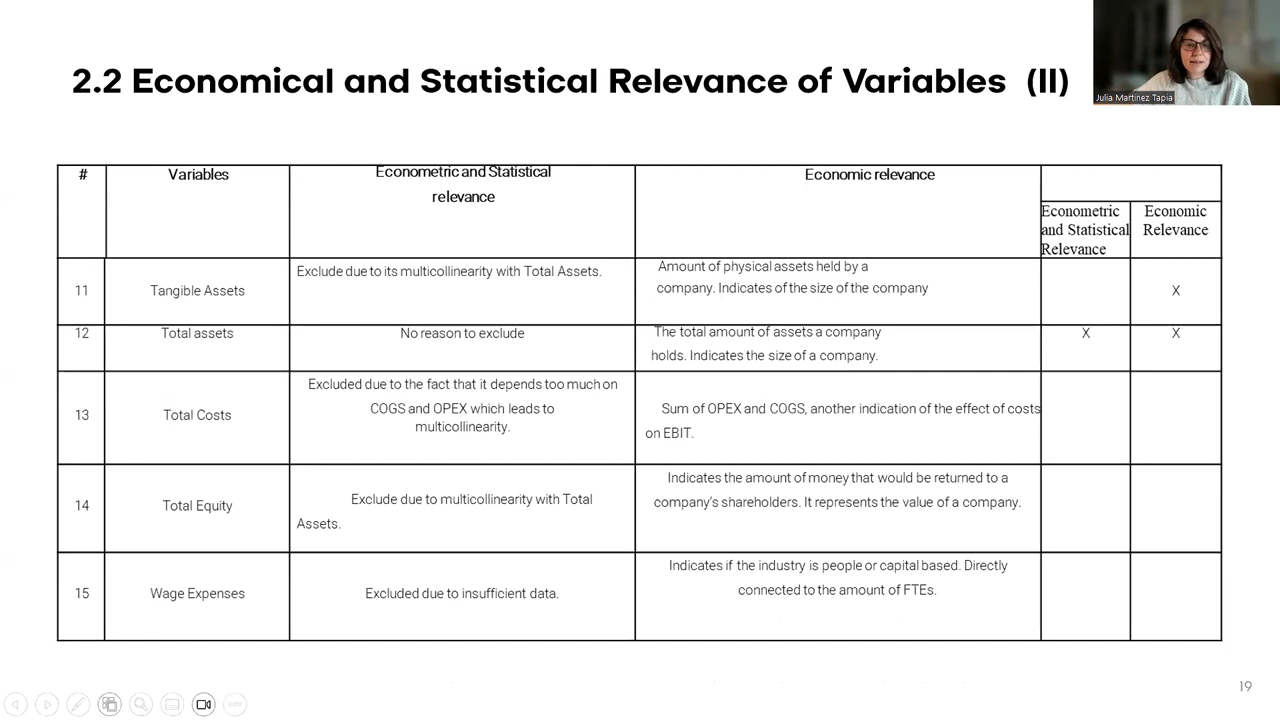 2.2 Economical and Statistical Relevance of Variables (II)
Julia Martínez Tapia
#
Variables
Econometric and Statistical
relevance
Economic relevance
Econometric
and Statistical
Relevance
Economic
Relevance
11
Tangible Assets
Exclude due to its multicollinearity with Total Assets.
Amount of physical assets held by a
company. Indicates of the size of the company
X
12
Total assets
No reason to exclude
The total amount of assets a company
holds. Indicates the size of a company.
X
X
13
Total Costs
Excluded due to the fact that it depends too much on
COGS and OPEX which leads to
multicollinearity.
Sum of OPEX and COGS, another indication of the effect of costs
on EBIT.
14
Total Equity
Exclude due to multicollinearity with Total
Assets.
Indicates the amount of money that would be returned to a
company's shareholders. It represents the value of a company.
15
Wage Expenses
Excluded due to insufficient data.
Indicates if the industry is people or capital based. Directly
connected to the amount of FTEs.
19